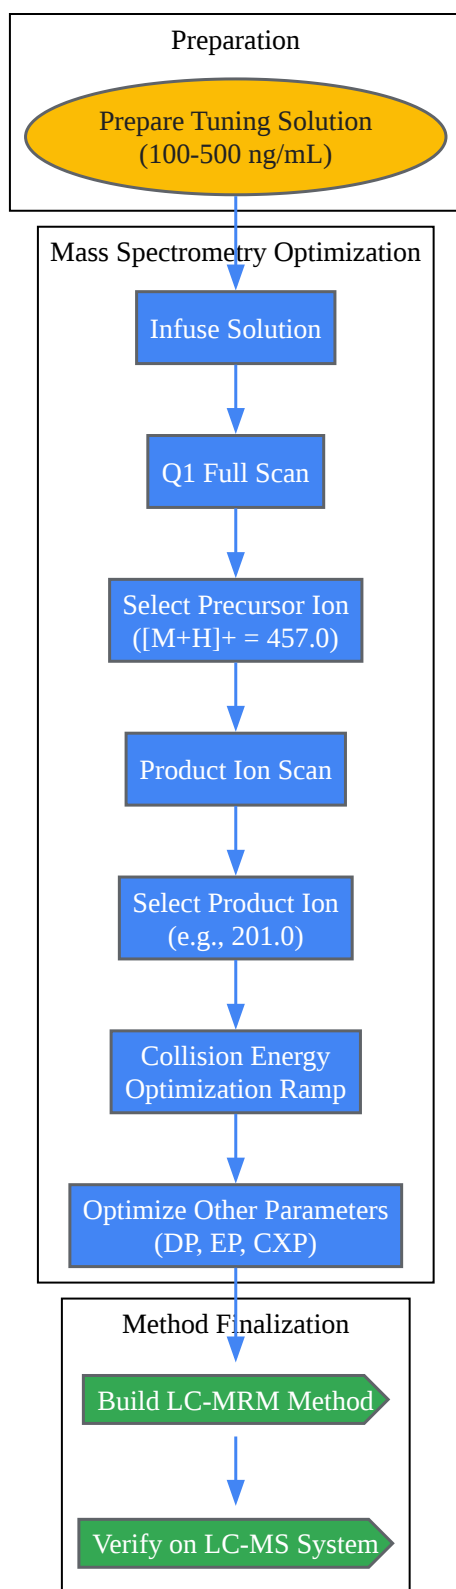 Preparation
Prepare Tuning Solution
(100-500 ng/mL)
Mass Spectrometry Optimization
Infuse Solution
Q1 Full Scan
Select Precursor Ion
([M+H]+ = 457.0)
Product Ion Scan
Select Product Ion
(e.g., 201.0)
Collision Energy
Optimization Ramp
Optimize Other Parameters
(DP, EP, CXP)
Method Finalization
Build LC-MRM Method
Verify on LC-MS System